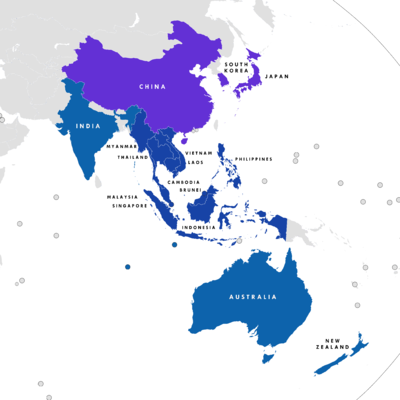 SOUTH
KOREA
JAPAN
CHINA
INDIA
MYANMAR
VIETNAM
THAILAND
LAOS
PHILIPPINES
CAMBODIA
BRUNEI
MALAYSIA
SINGAPORE
INDONESIA
AUSTRALIA
NEW
ZEALAND